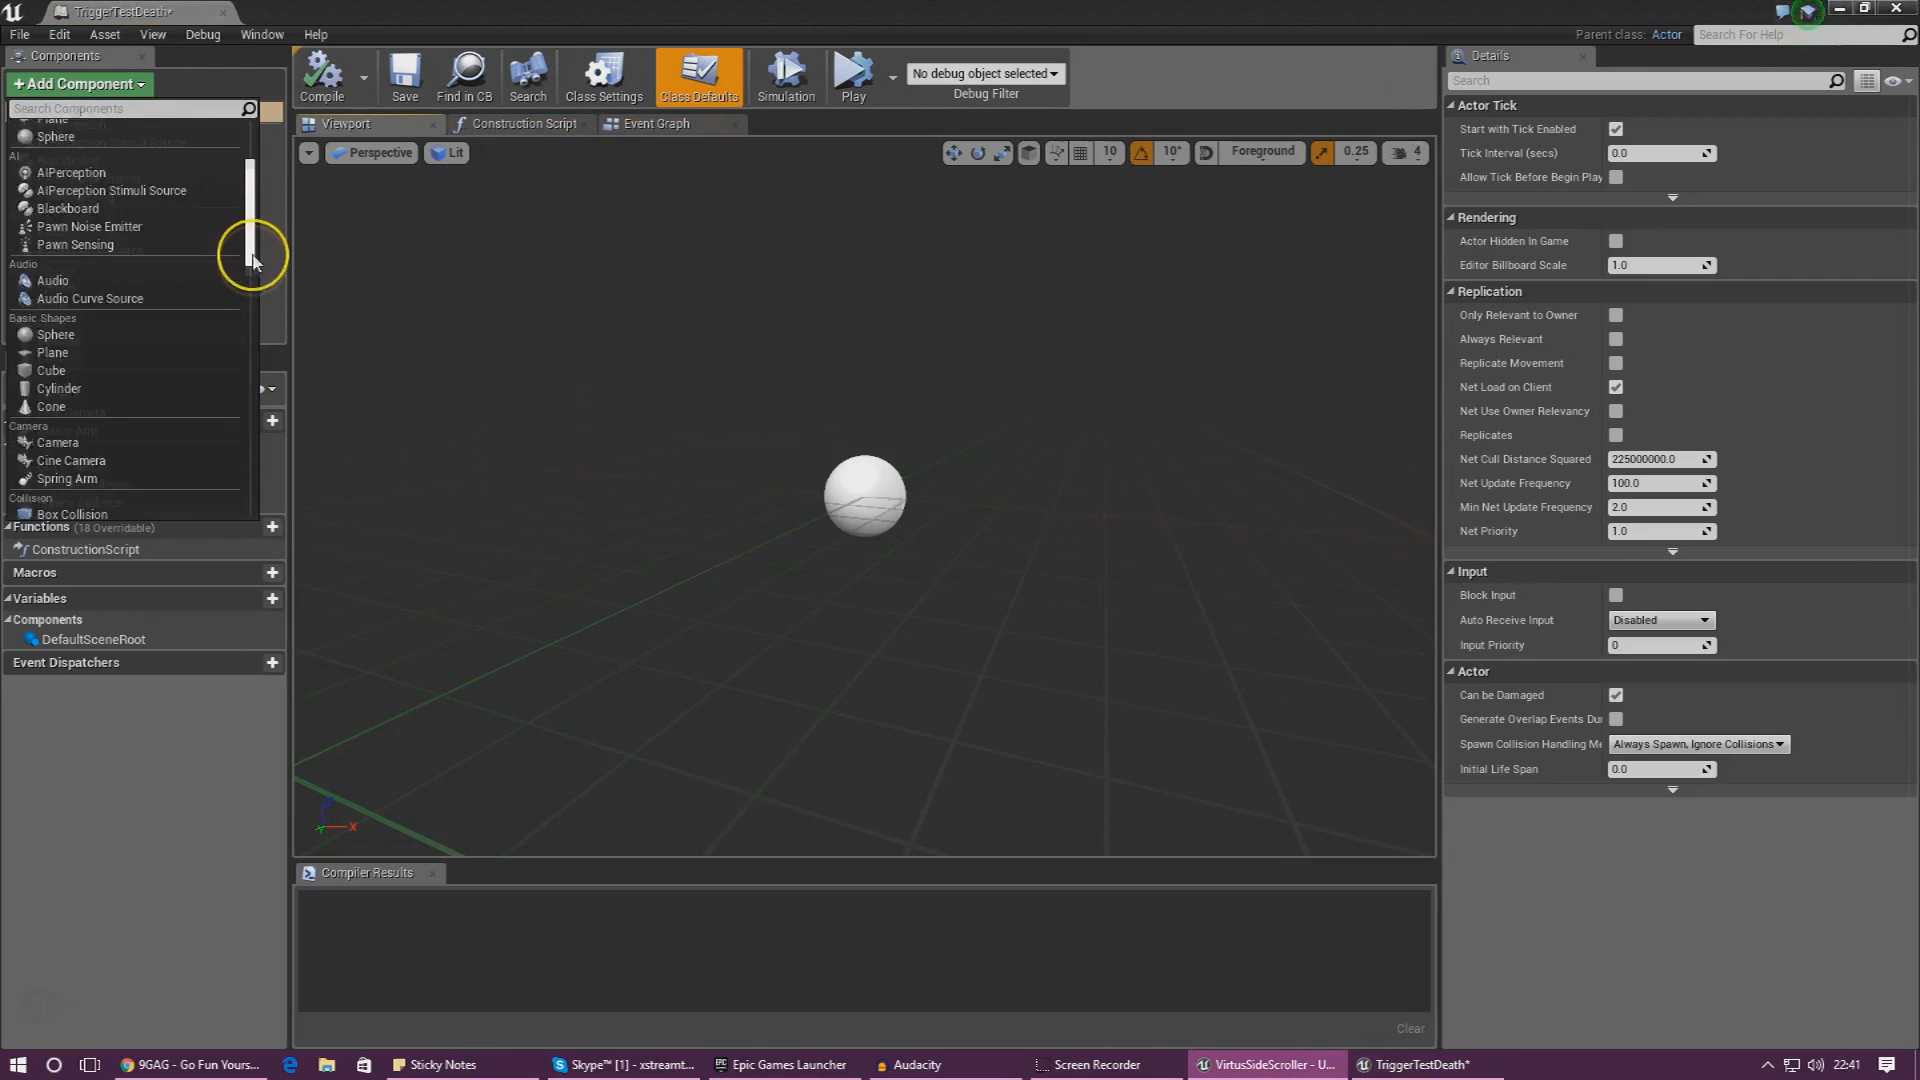 TriggerTestDeath*
File Edit Asset View Debug Window Help
Parent class: Actor
Search For Help
Components
+Add Component
Search Components
Plane
Sphere
AI
AIPerception
AIPerception Stimuli Source
Blackboard
Pawn Noise Emitter
Pawn Sensing
Audio
Audio
Audio Curve Source
Basic Shapes
Sphere
Plane
Cube
Cylinder
Cone
Camera
Camera
Cine Camera
Spring Arm
Collision
Box Collision
Functions (18 Overridable)
ConstructionScript
Macros
Variables
Components
DefaultSceneRoot
Event Dispatchers
Compile
Save
Find in CB
Search
Class Settings
Class Defaults
Simulation
Play
No debug object selected
Debug Filter
Viewport
Construction Script
Event Graph
Perspective
Lit
10
10°
Foreground
0.25
4
X
Compiler Results
Clear
Details
Search
Actor Tick
Start with Tick Enabled
Tick Interval (secs) 0.0
Allow Tick Before Begin Play
Rendering
Actor Hidden In Game
Editor Billboard Scale 1.0
Replication
Only Relevant to Owner
Always Relevant
Replicate Movement
Net Load on Client
Net Use Owner Relevancy
Replicates
Net Cull Distance Squared 225000000.0
Net Update Frequency 100.0
Min Net Update Frequency 2.0
Net Priority 1.0
Input
Block Input
Auto Receive Input Disabled
Input Priority 0
Actor
Can be Damaged
Generate Overlap Events Du
Spawn Collision Handling Me Always Spawn, Ignore Collisions
Initial Life Span 0.0
9GAG - Go Fun Yours...
Sticky Notes
Skype™ [1] - xstreamt...
Epic Games Launcher
Audacity
Screen Recorder
VirtusSideScroller - U...
TriggerTestDeath*
22:41